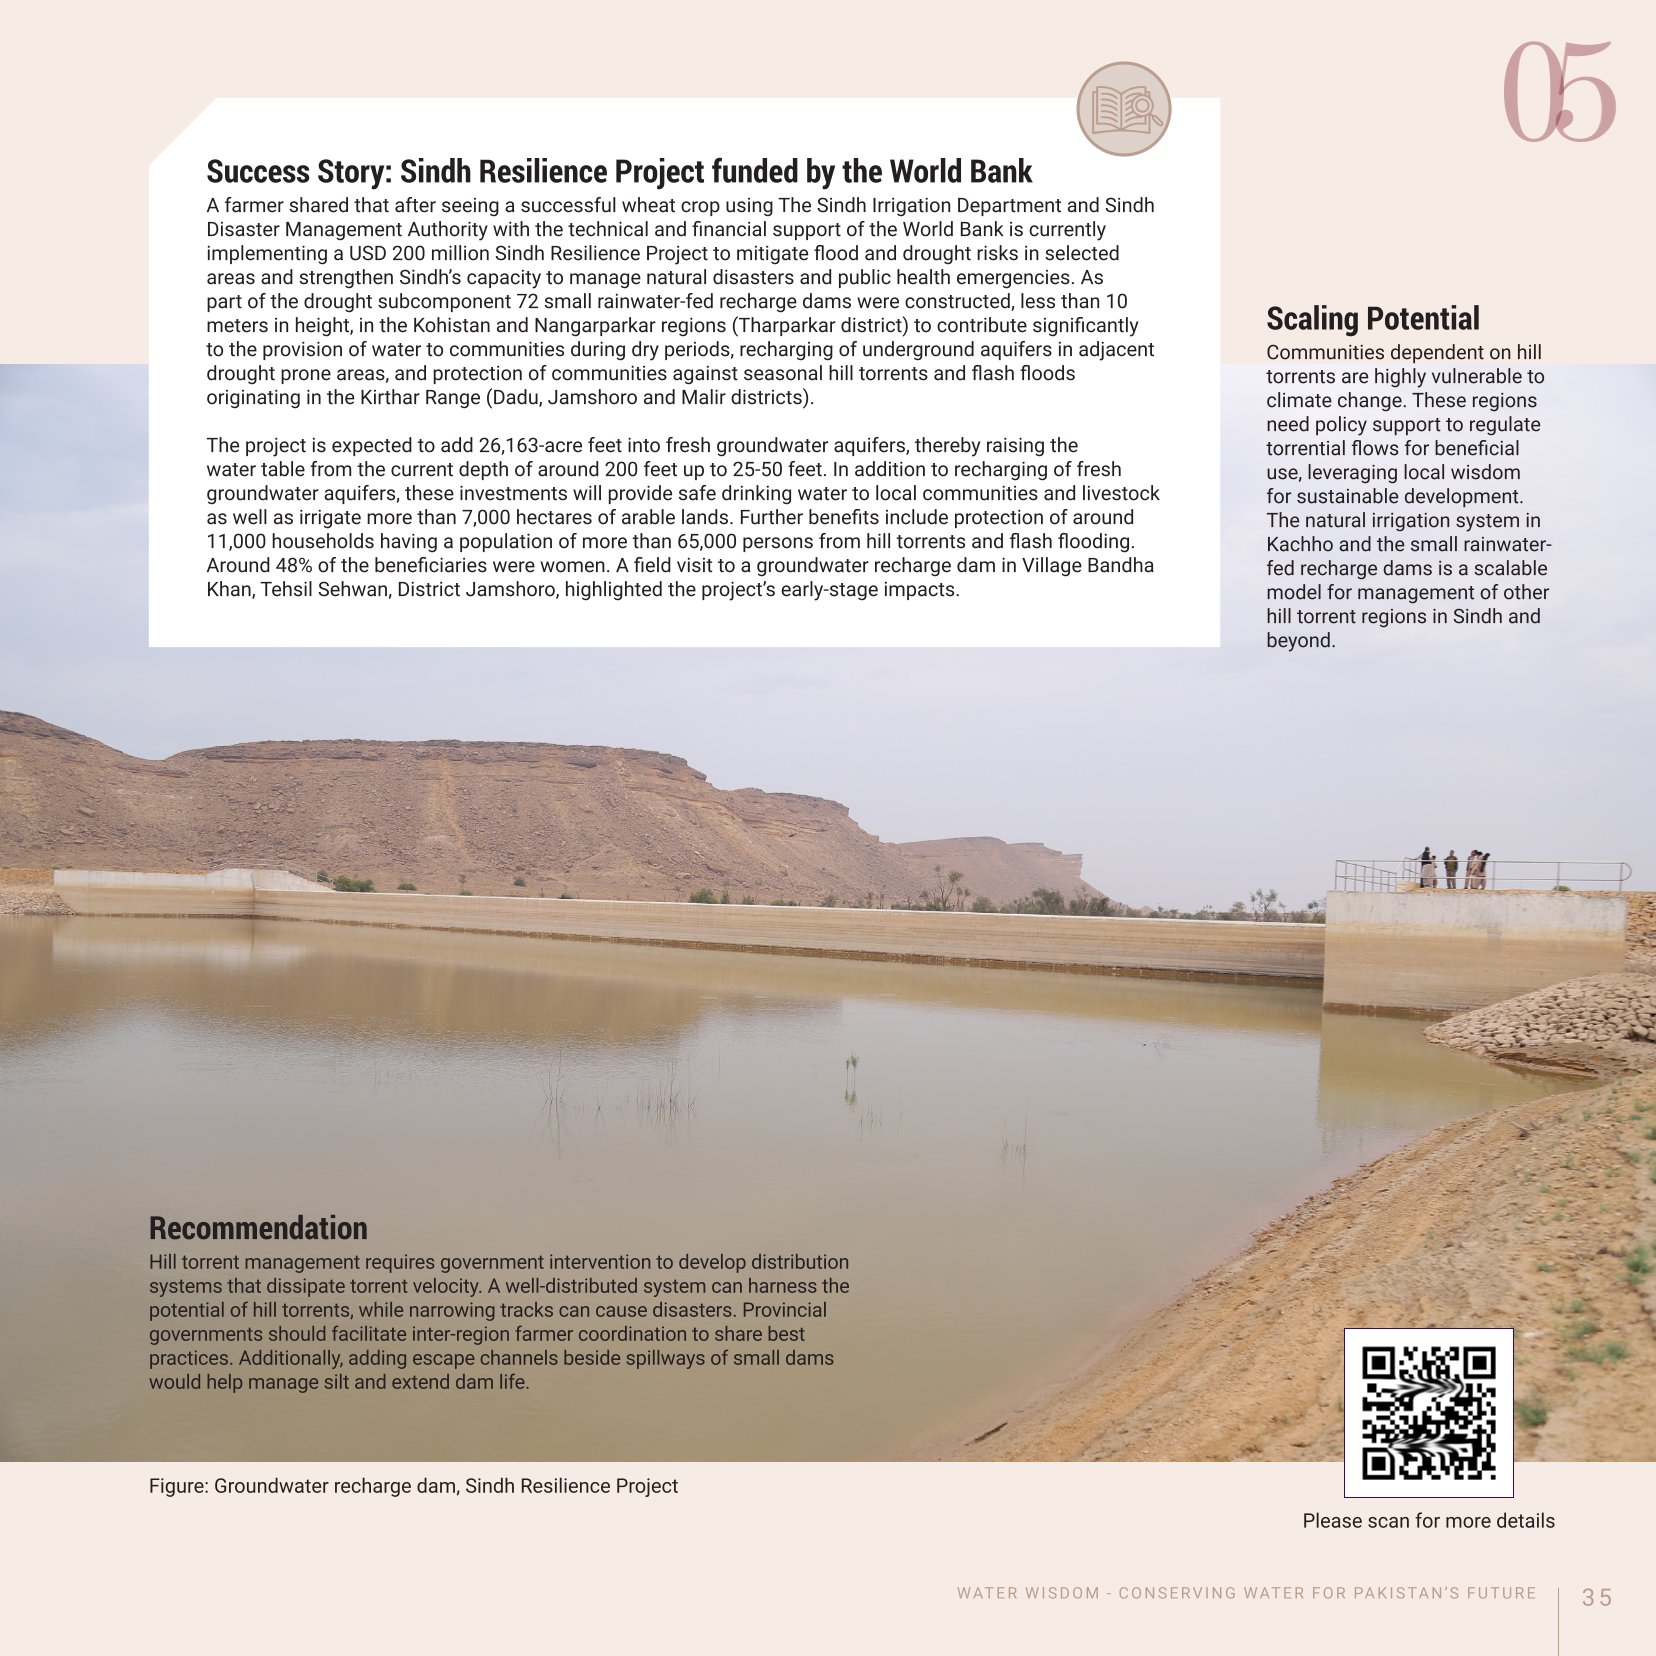 05
Success Story: Sindh Resilience Project funded by the World Bank
A farmer shared that after seeing a successful wheat crop using The Sindh Irrigation Department and Sindh
Disaster Management Authority with the technical and financial support of the World Bank is currently
implementing a USD 200 million Sindh Resilience Project to mitigate flood and drought risks in selected
areas and strengthen Sindh’s capacity to manage natural disasters and public health emergencies. As
part of the drought subcomponent 72 small rainwater-fed recharge dams were constructed, less than 10
meters in height, in the Kohistan and Nangarparkar regions (Tharparkar district) to contribute significantly
to the provision of water to communities during dry periods, recharging of underground aquifers in adjacent
drought prone areas, and protection of communities against seasonal hill torrents and flash floods
originating in the Kirthar Range (Dadu, Jamshoro and Malir districts).
The project is expected to add 26,163-acre feet into fresh groundwater aquifers, thereby raising the
water table from the current depth of around 200 feet up to 25-50 feet. In addition to recharging of fresh
groundwater aquifers, these investments will provide safe drinking water to local communities and livestock
as well as irrigate more than 7,000 hectares of arable lands. Further benefits include protection of around
11,000 households having a population of more than 65,000 persons from hill torrents and flash flooding.
Around 48% of the beneficiaries were women. A field visit to a groundwater recharge dam in Village Bandha
Khan, Tehsil Sehwan, District Jamshoro, highlighted the project’s early-stage impacts.
Scaling Potential
Communities dependent on hill
torrents are highly vulnerable to
climate change. These regions
need policy support to regulate
torrential flows for beneficial
use, leveraging local wisdom
for sustainable development.
The natural irrigation system in
Kachho and the small rainwater-
fed recharge dams is a scalable
model for management of other
hill torrent regions in Sindh and
beyond.
Recommendation
Hill torrent management requires government intervention to develop distribution
systems that dissipate torrent velocity. A well-distributed system can harness the
potential of hill torrents, while narrowing tracks can cause disasters. Provincial
governments should facilitate inter-region farmer coordination to share best
practices. Additionally, adding escape channels beside spillways of small dams
would help manage silt and extend dam life.
Figure: Groundwater recharge dam, Sindh Resilience Project
Please scan for more details
WATER WISDOM - CONSERVING WATER FOR PAKISTAN’S FUTURE
35